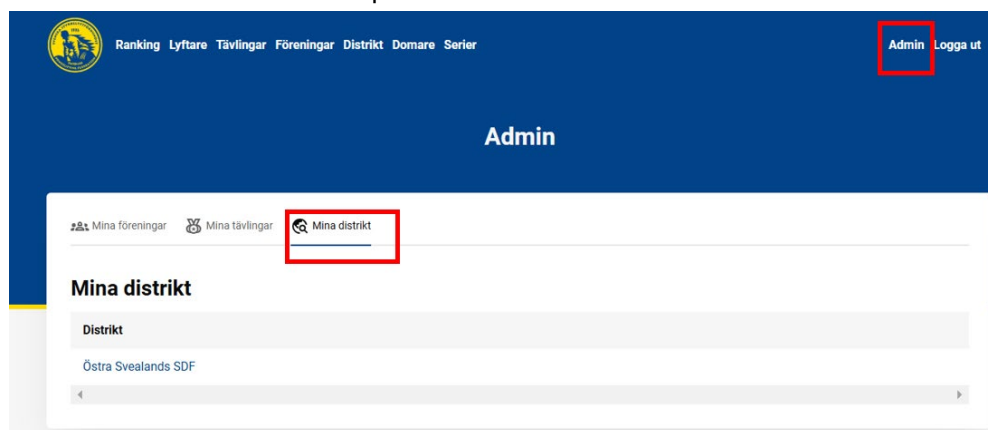 Ranking Lyftare Tävlingar Föreningar Distrikt Domare Serier Admin Logga ut
Admin
Mina föreningar Mina tävlingar Mina distrikt
Mina distrikt
Distrikt
Östra Svealands SDF